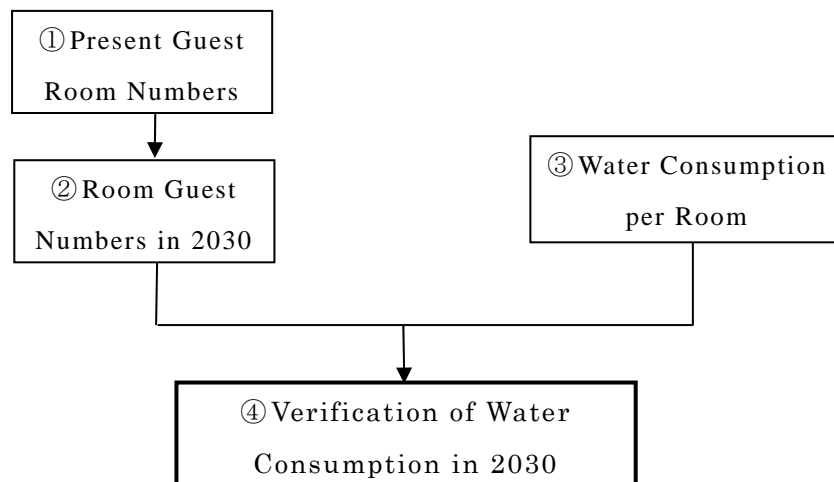 ①Present Guest
Room Numbers
②Room Guest
Numbers in 2030
③Water Consumption
per Room
④Verification of Water
Consumption in 2030